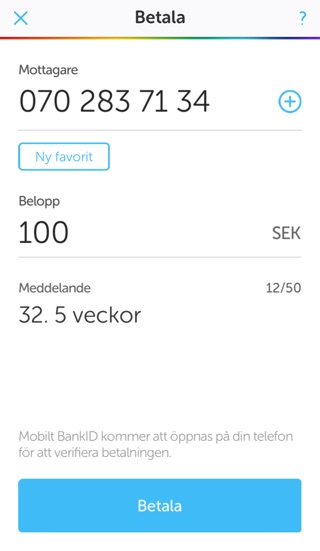 Betala
?
Mottagare
070 283 71 34
Ny favorit
Belopp
100 SEK
Meddelande 12/50
32. 5 veckor
Mobilt BankID kommer att öppnas på din telefon
för att verifiera betalningen.
Betala